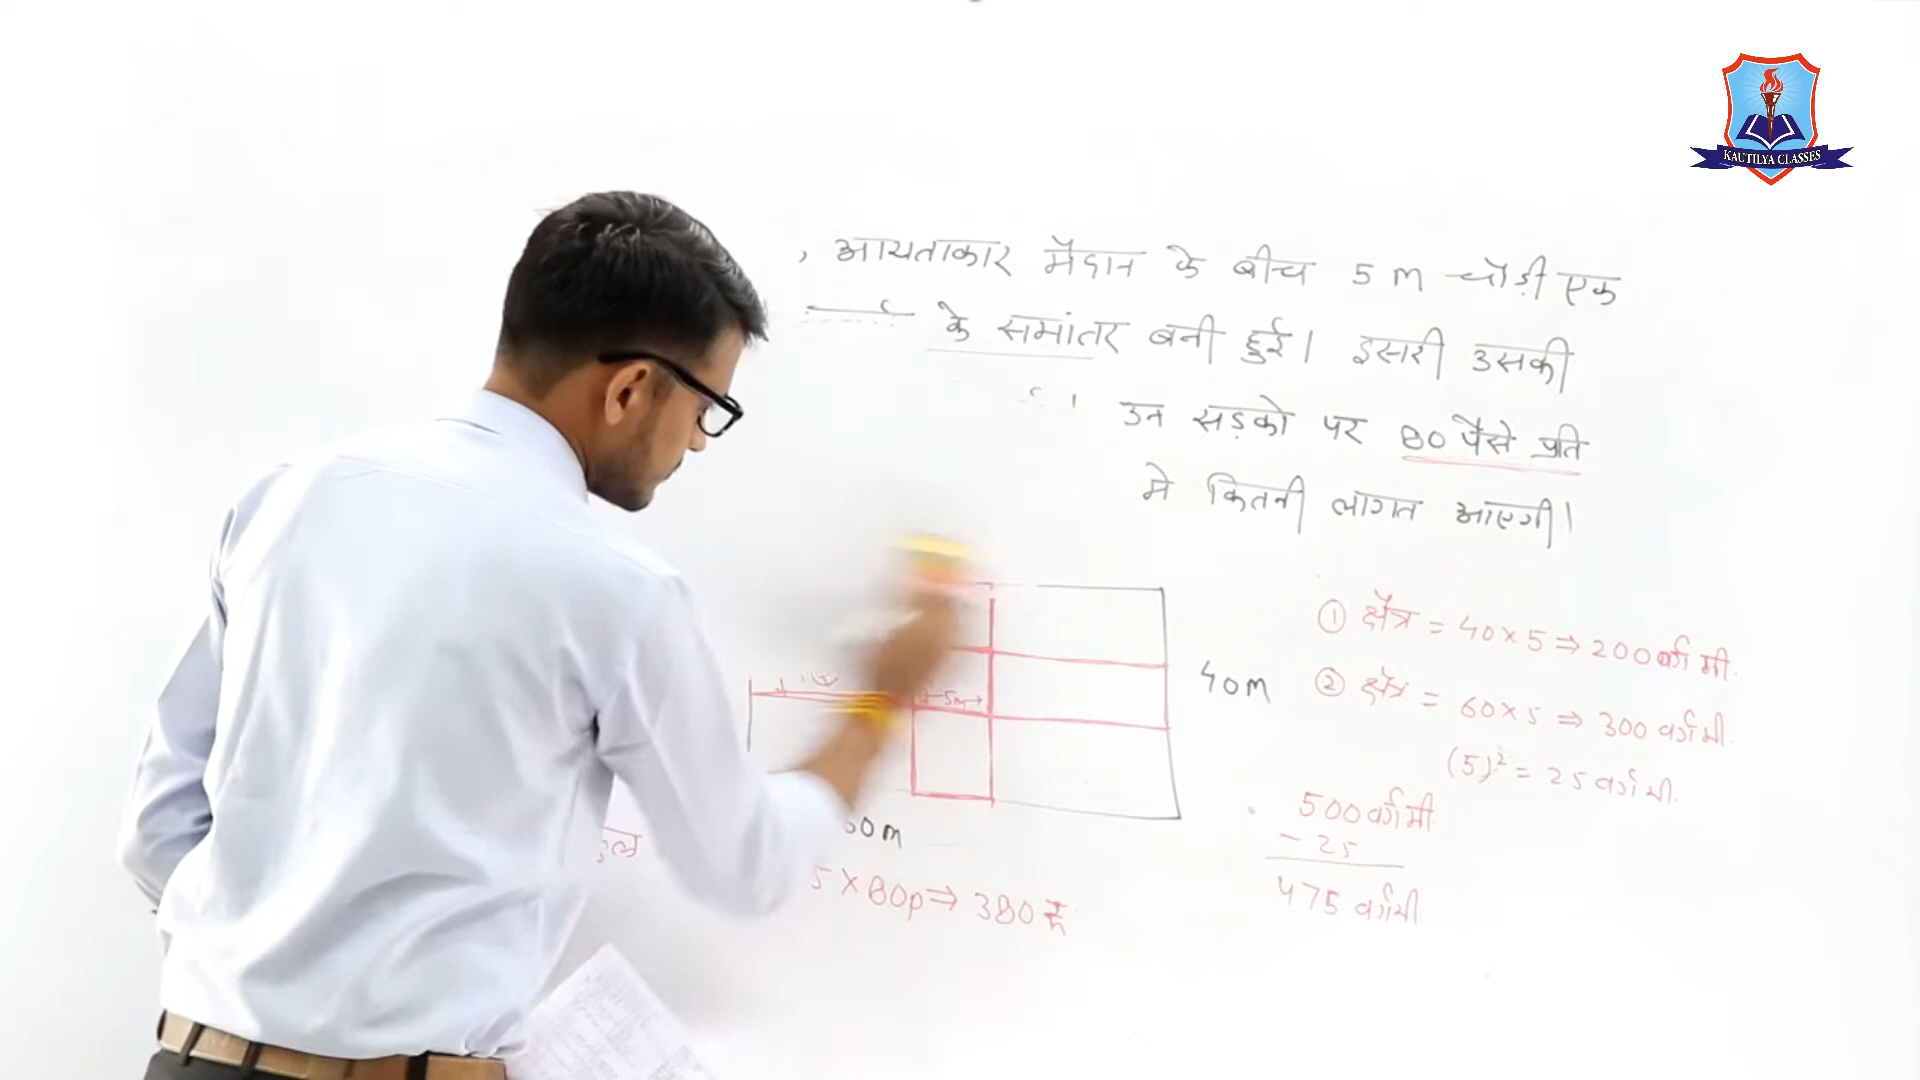 KAUTILYA CLASSES
, आयताकार मैदान के बीच 5 m चौड़ी एक
के समांतर बनी हुई। इसरी उसकी
उन सड़को पर 80 पैसे प्रति
मे कितनी लागत आएगी।
① क्षेत्र = 40×5 ⇒ 200 वर्ग मी.
40m
② क्षेत्र = 60×5 ⇒ 300 वर्ग मी.
5m
(5)² = 25 वर्ग मी.
500 वर्ग मी
- 25
475 वर्ग मी
0m
5 × 80p ⇒ 380 रू